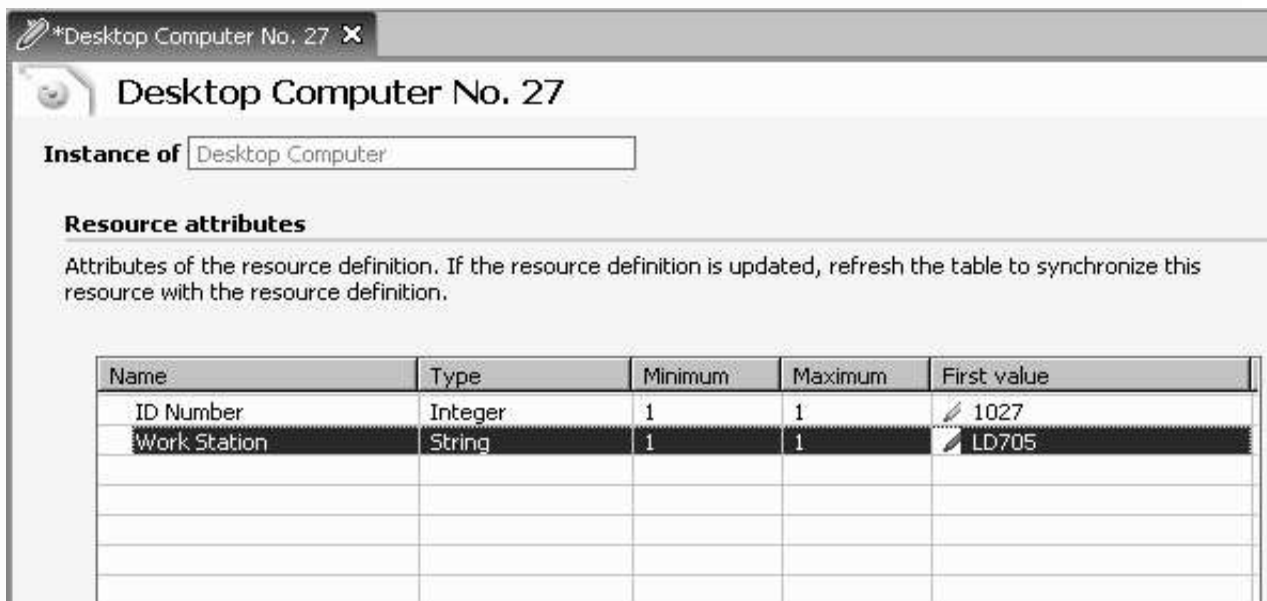 *Desktop Computer No. 27
Desktop Computer No. 27
Instance of Desktop Computer
Resource attributes
Attributes of the resource definition. If the resource definition is updated, refresh the table to synchronize this
resource with the resource definition.
Name Type Minimum Maximum First value
ID Number Integer 1 1 1027
Work Station String 1 1 LD705